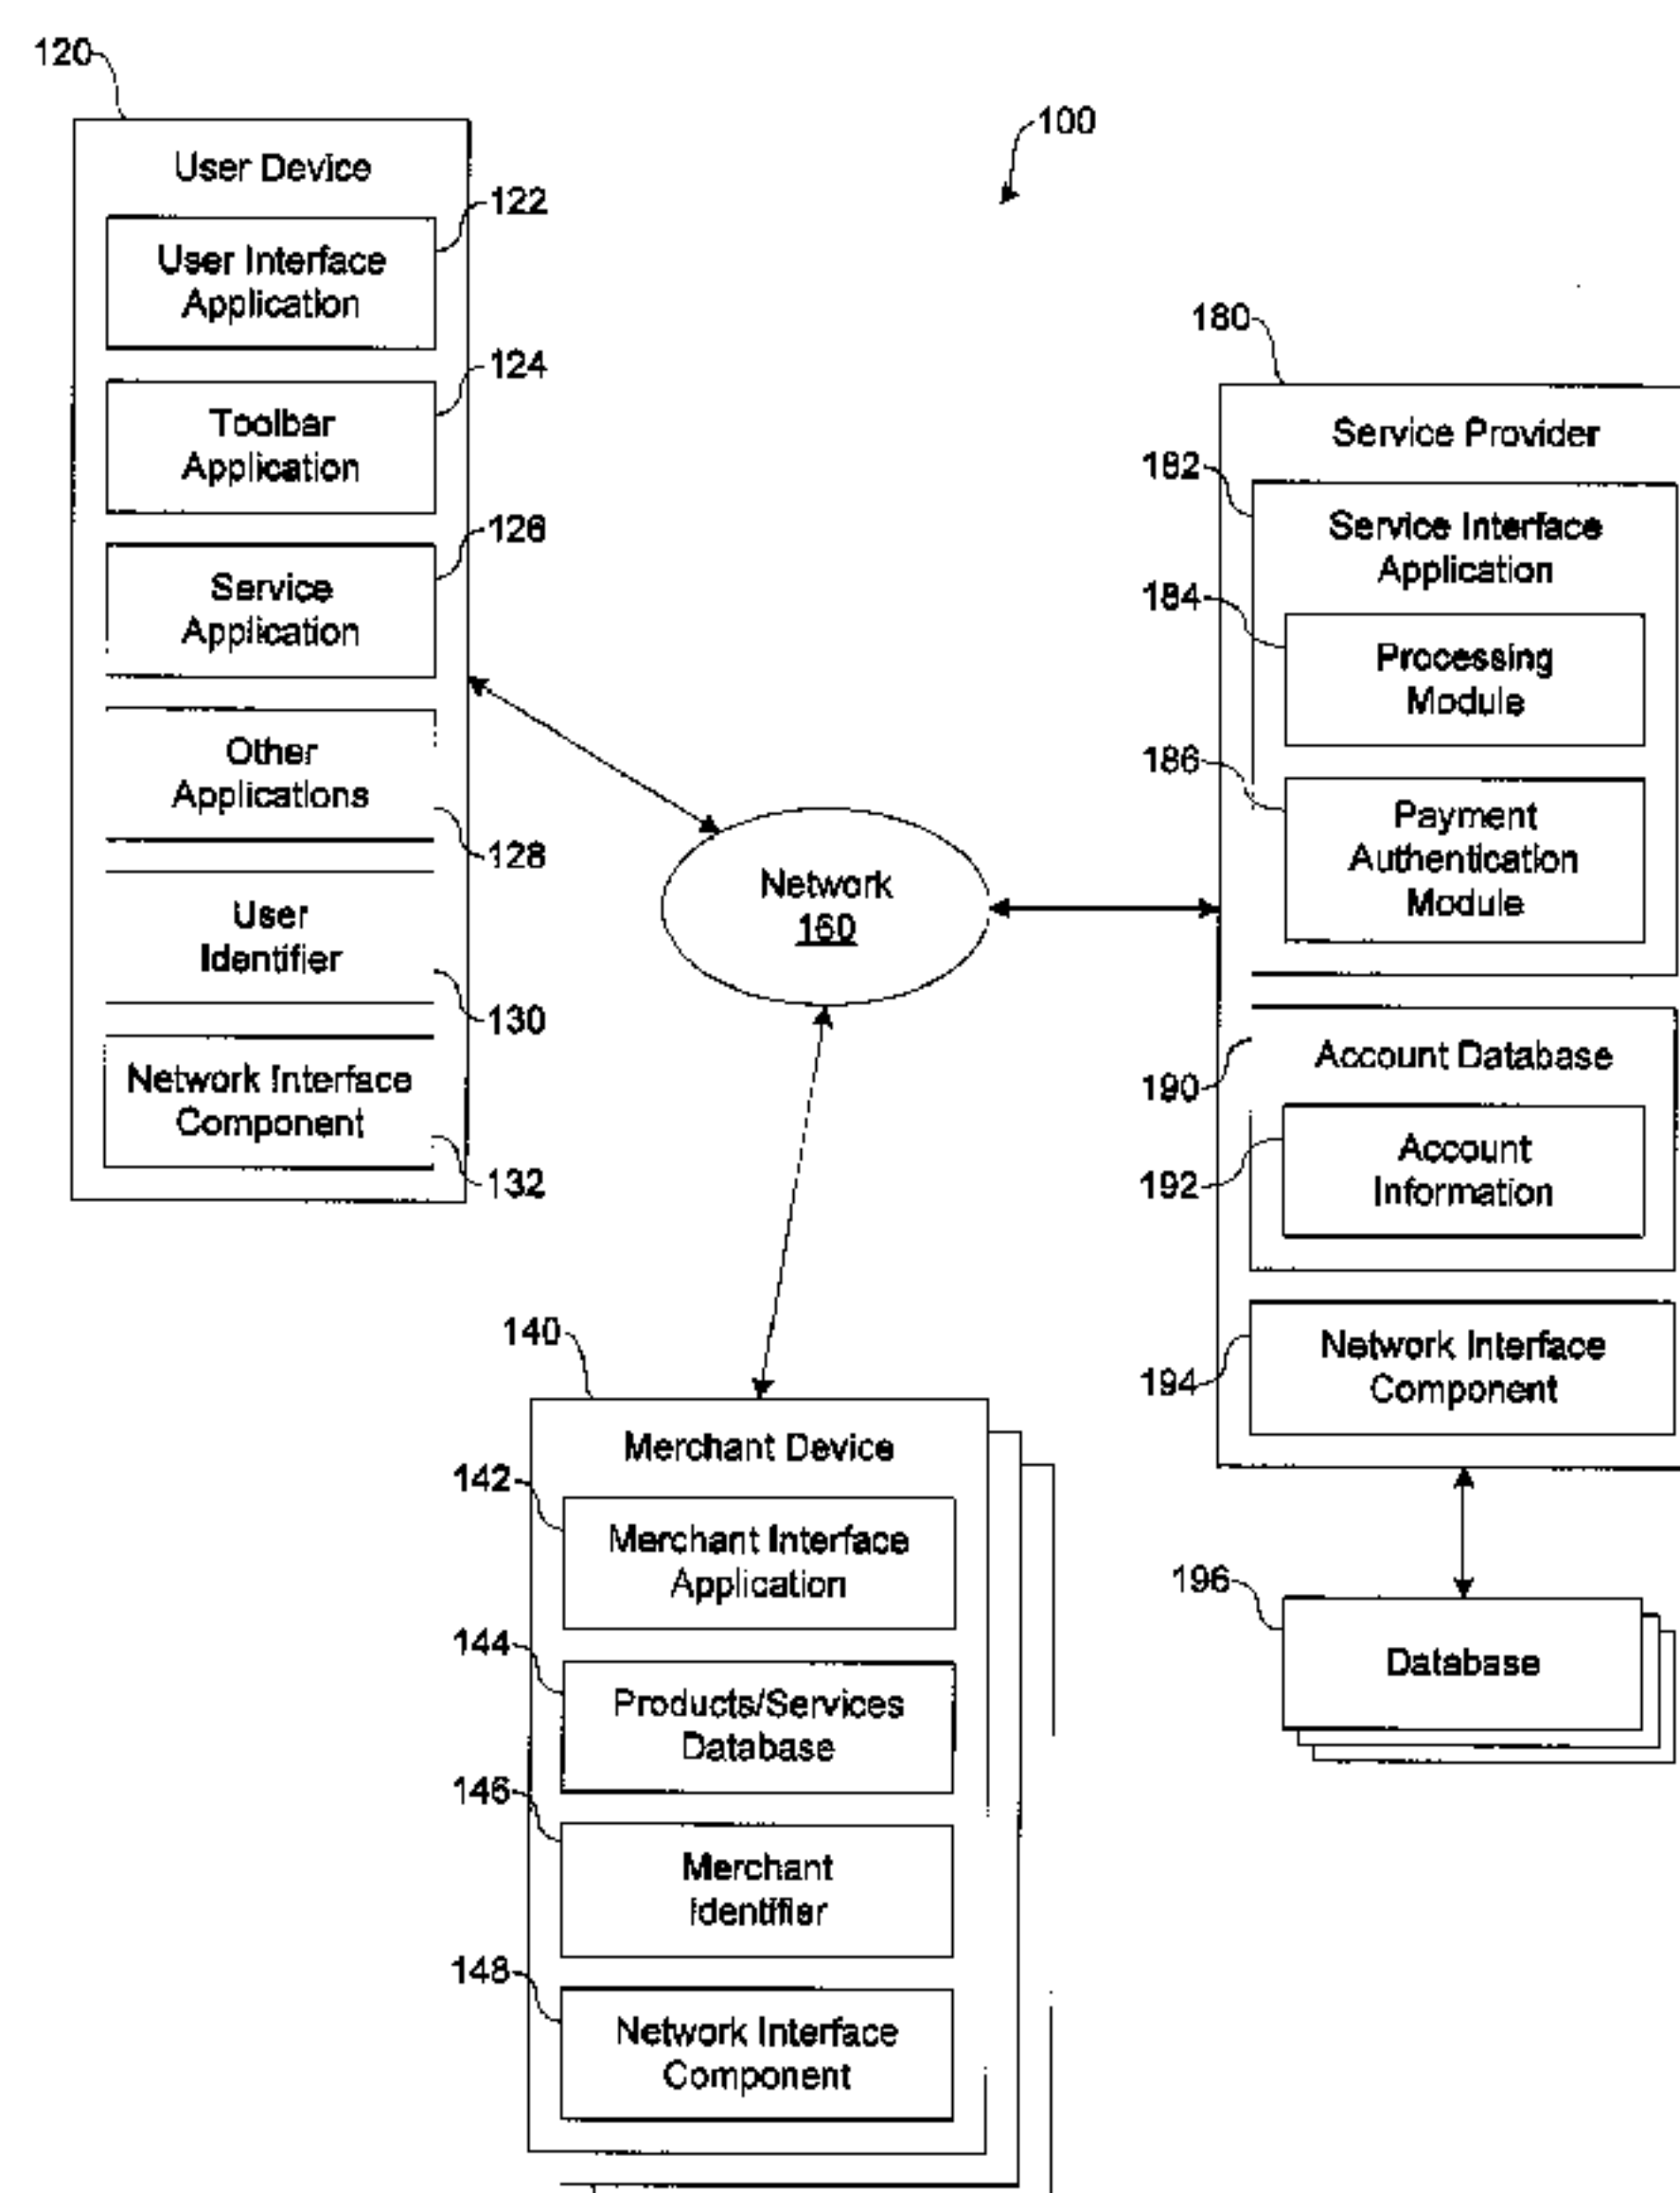 120
100
User Device
122
User Interface
Application
124
Toolbar
Application
126
Service
Application
Other
Applications
128
User
Identifier
130
Network Interface
Component
132
Network
160
180
Service Provider
182
Service Interface
Application
184
Processing
Module
186
Payment
Authentication
Module
190
Account Database
192
Account
Information
194
Network Interface
Component
196
Database
140
Merchant Device
142
Merchant Interface
Application
144
Products/Services
Database
146
Merchant
Identifier
148
Network Interface
Component